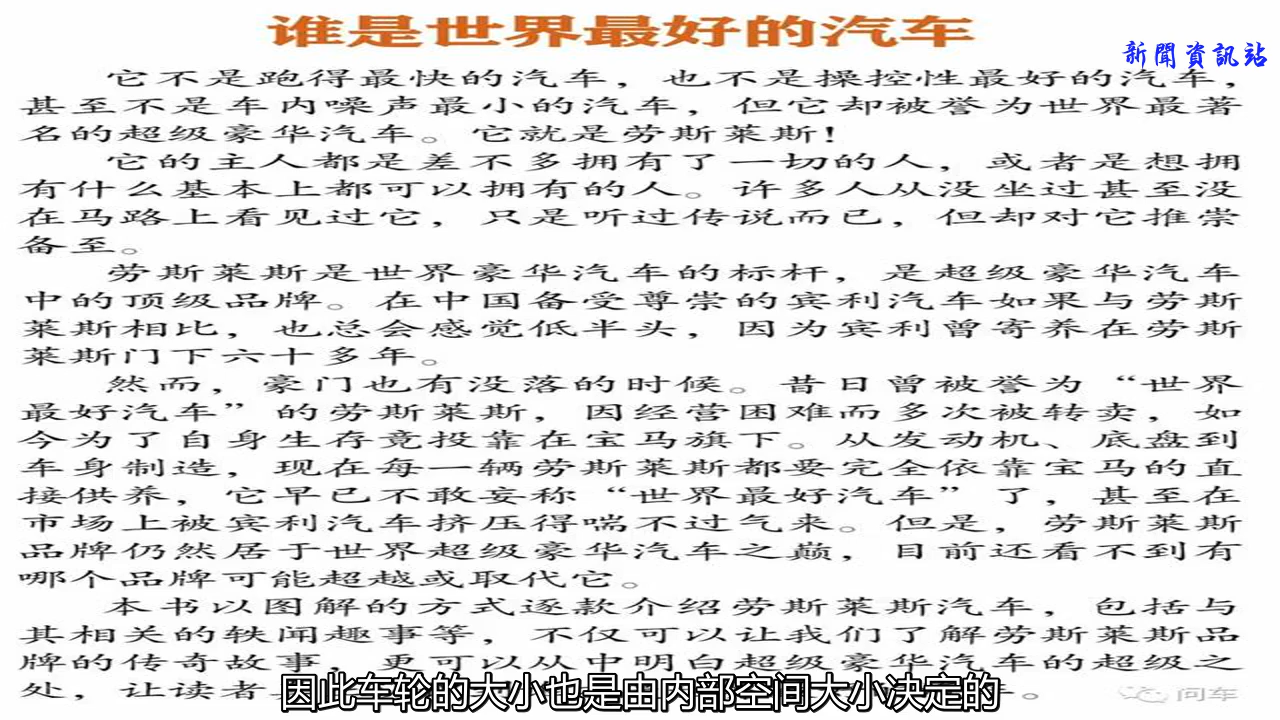 谁是世界最好的汽车
新聞資訊站
它不是跑得最快的汽车，也不是操控性最好的汽车，
甚至不是车内噪声最小的汽车，但它却被誉为世界最著
名的超级豪华汽车。它就是劳斯莱斯！
它的主人都是差不多拥有了一切的人，或者是想拥
有什么基本上都可以拥有的人。许多人从没坐过甚至没
在马路上看见过它，只是听过传说而已，但却对它推崇
备至。
劳斯莱斯是世界豪华汽车的标杆，是超级豪华汽车
中的顶级品牌。在中国备受尊崇的宾利汽车如果与劳斯
莱斯相比，也总会感觉低半头，因为宾利曾寄养在劳斯
莱斯门下六十多年。
然而，豪门也有没落的时候。昔日曾被誉为“世界
最好汽车”的劳斯莱斯，因经营困难而多次被转卖，如
今为了自身生存竟投靠在宝马旗下。从发动机、底盘到
车身制造，现在每一辆劳斯莱斯都要完全依靠宝马的直
接供养，它早已不敢妄称“世界最好汽车”了，甚至在
市场上被宾利汽车挤压得喘不过气来。但是，劳斯莱斯
品牌仍然居于世界超级豪华汽车之巅，目前还看不到有
哪个品牌可能超越或取代它。
本书以图解的方式逐款介绍劳斯莱斯汽车，包括与
其相关的轶闻趣事等，不仅可以让我们了解劳斯莱斯品
牌的传奇故事，更可以从中明白超级豪华汽车的超级之
处，让读者
车。
问车
因此车轮的大小也是由内部空间大小决定的